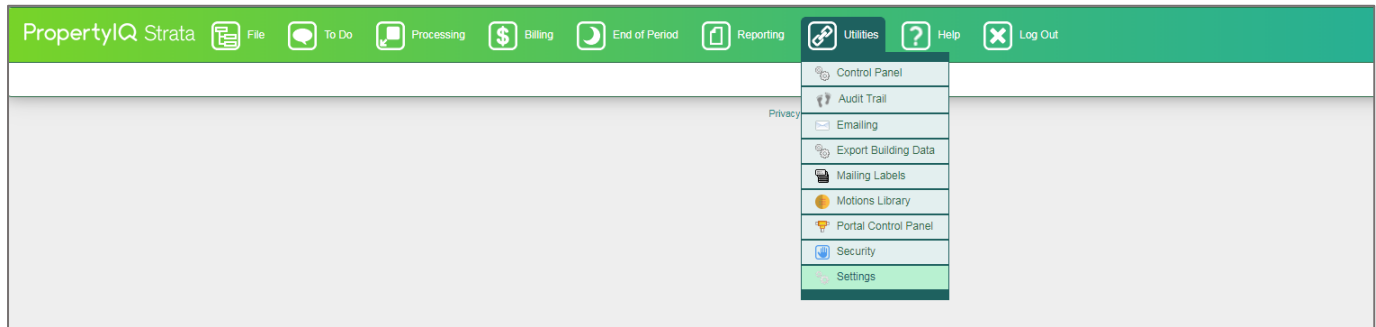 PropertyIQ Strata File To Do Processing $ Billing End of Period Reporting Utilities ? Help Log Out
Control Panel
Audit Trail
Privacy
Emailing
Export Building Data
Mailing Labels
Motions Library
Portal Control Panel
Security
Settings